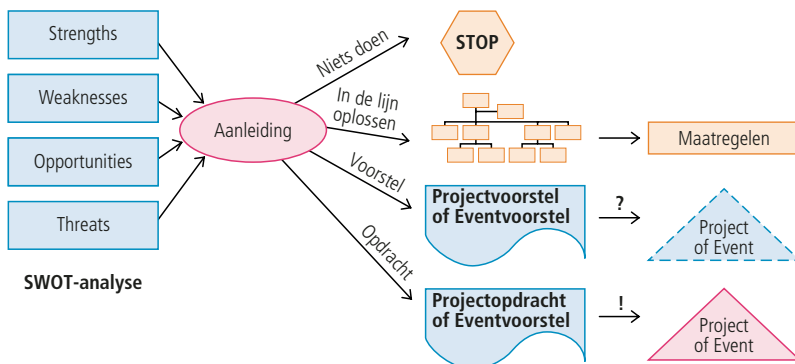 Strengths
Weaknesses
Opportunities
Threats
SWOT-analyse
Aanleiding
Niets doen
STOP
In de lijn
oplossen
Maatregelen
Voorstel
Projectvoorstel
of Eventvoorstel
?
Project
of Event
Opdracht
Projectopdracht
of Eventvoorstel
!
Project
of Event